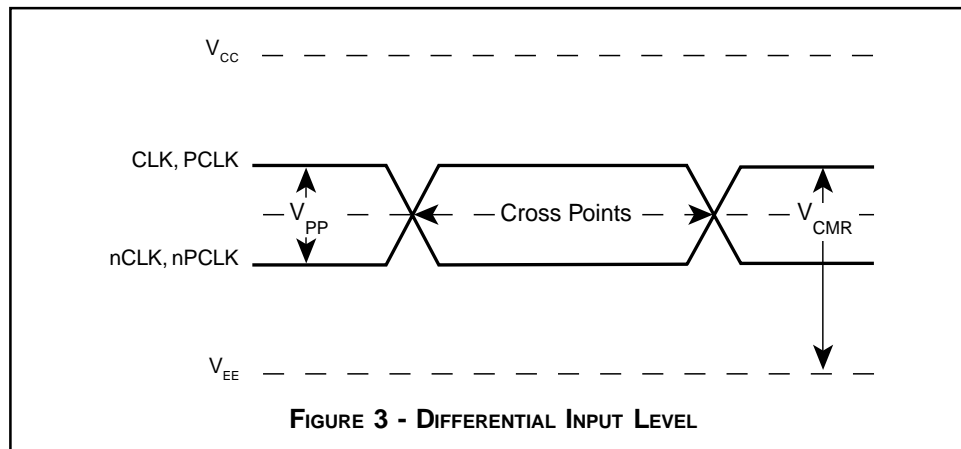 VCC
CLK, PCLK
VPP
Cross Points
VCMR
nCLK, nPCLK
VEE
FIGURE 3 - DIFFERENTIAL INPUT LEVEL